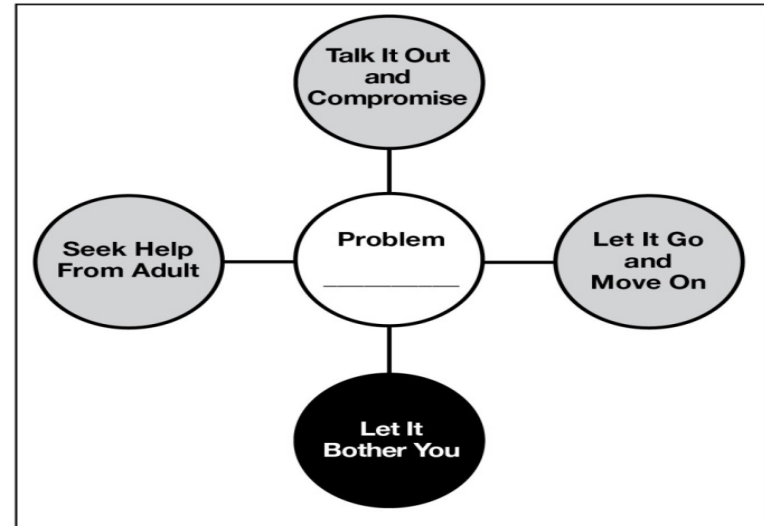 Talk It Out
and
Compromise
Seek Help
From Adult
Problem
__________
Let It Go
and
Move On
Let It
Bother You